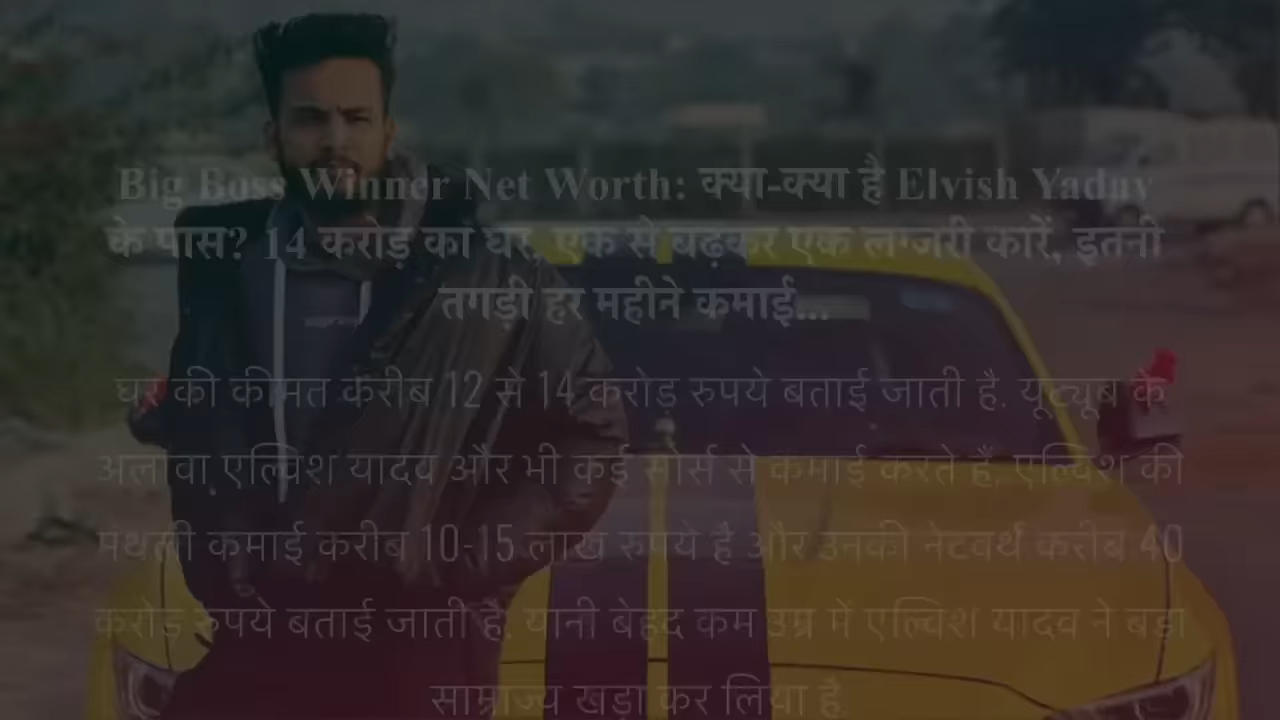 Big Boss Winner Net Worth: क्या-क्या है Elvish Yadav
के पास? 14 करोड़ का घर, एक से बढ़कर एक लग्जरी कारें, इतनी
तगड़ी हर महीने कमाई...
घर की कीमत करीब 12 से 14 करोड़ रुपये बताई जाती है. यूट्यूब के
अलावा एल्विश यादव और भी कई सोर्स से कमाई करते हैं. एल्विश की
मंथली कमाई करीब 10-15 लाख रुपये है और उनकी नेटवर्थ करीब 40
करोड़ रुपये बताई जाती है. यानी बेहद कम उम्र में एल्विश यादव ने बड़ा
साम्राज्य खड़ा कर लिया है.